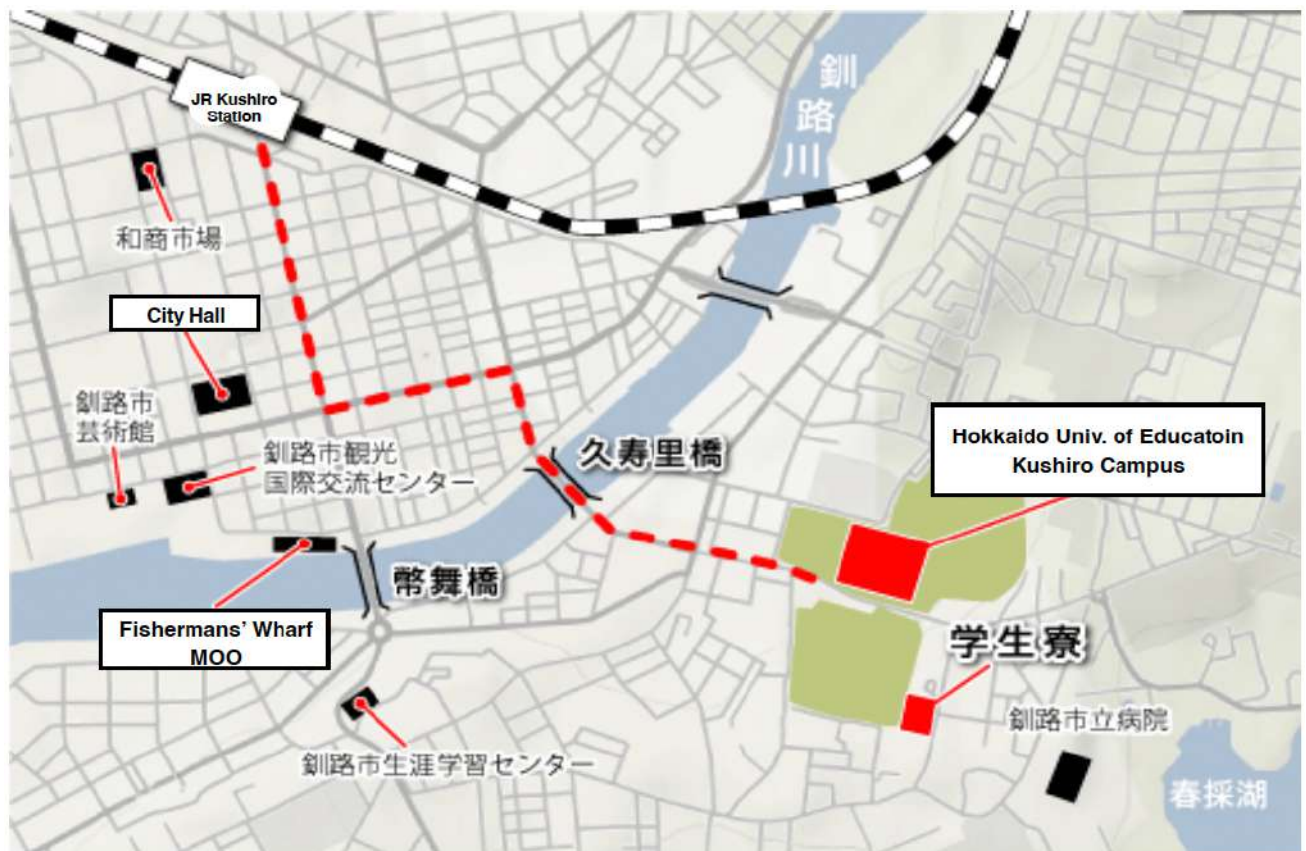 JR Kushiro
Station
釧
路
川
和商市場
City Hall
釧路市
芸術館
釧路市観光
国際交流センター
久寿里橋
Hokkaido Univ. of Educatoin
Kushiro Campus
幣舞橋
Fishermans' Wharf
MOO
学生寮
釧路市立病院
釧路市生涯学習センター
春採湖